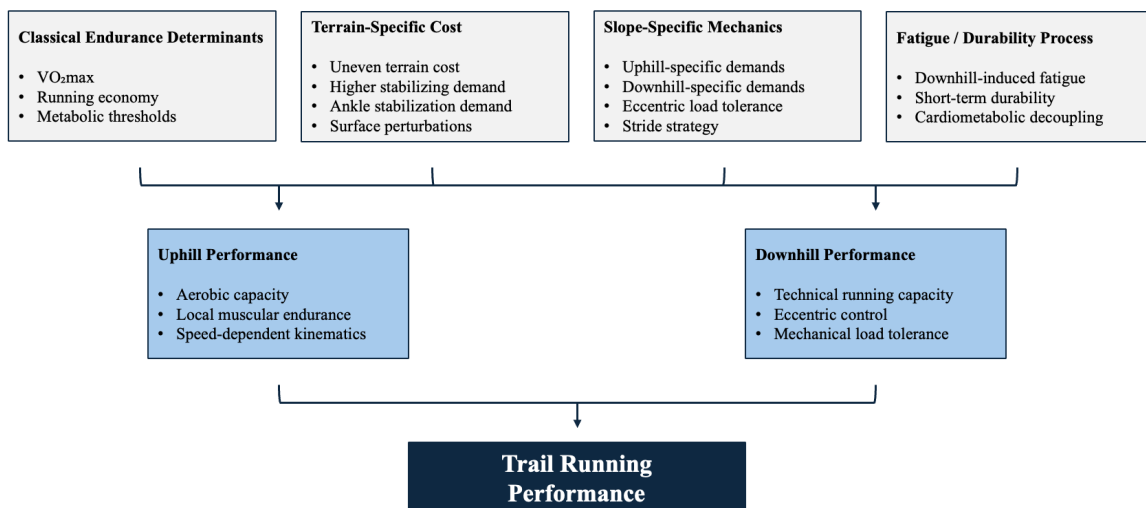 Classical Endurance Determinants
• VO₂max
• Running economy
• Metabolic thresholds
Terrain-Specific Cost
• Uneven terrain cost
• Higher stabilizing demand
• Ankle stabilization demand
• Surface perturbations
Slope-Specific Mechanics
• Uphill-specific demands
• Downhill-specific demands
• Eccentric load tolerance
• Stride strategy
Fatigue / Durability Process
• Downhill-induced fatigue
• Short-term durability
• Cardiometabolic decoupling
Uphill Performance
• Aerobic capacity
• Local muscular endurance
• Speed-dependent kinematics
Downhill Performance
• Technical running capacity
• Eccentric control
• Mechanical load tolerance
Trail Running
Performance